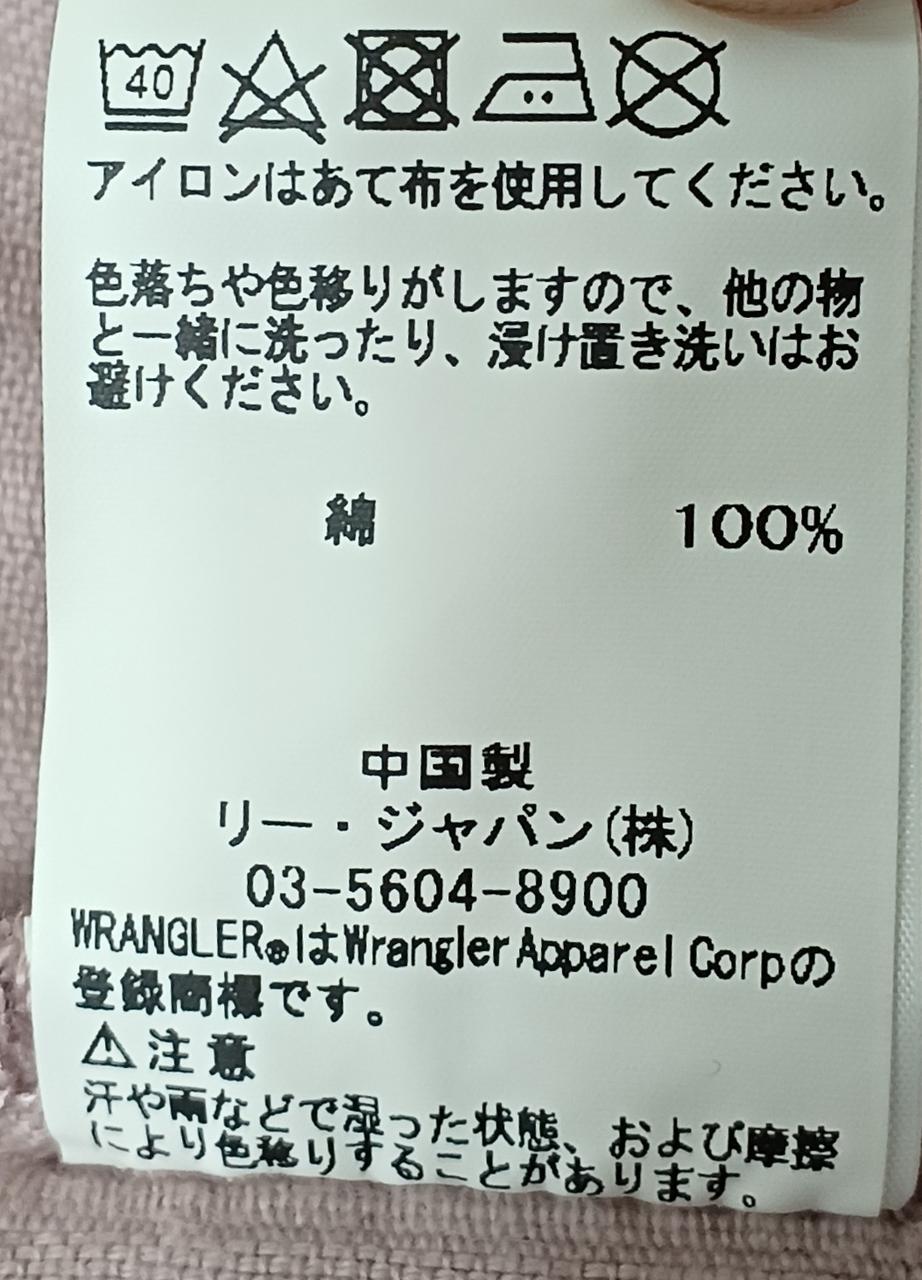 40
アイロンはあて布を使用してください。
色落ちや色移りがしますので、他の物
と一緒に洗ったり、浸け置き洗いはお
避けください。
綿 100%
中国製
リー・ジャパン(株)
03-5604-8900
WRANGLER®はWrangler Apparel Corpの
登録商標です。
⚠注意
汗や雨などで湿った状態、および摩擦
により色移りすることがあります。